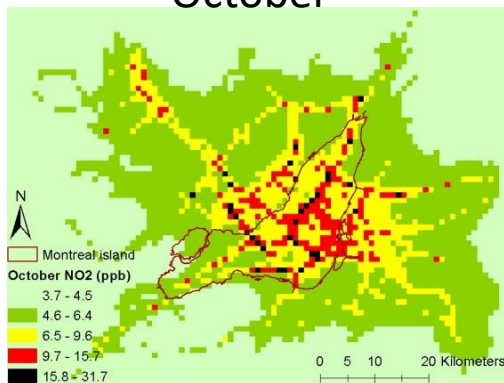 October
N
Montreal island
October NO2 (ppb)
3.7 - 4.5
4.6 - 6.4
6.5 - 9.6
9.7 - 15.7
15.8 - 31.7
0 5 10 20 Kilometers